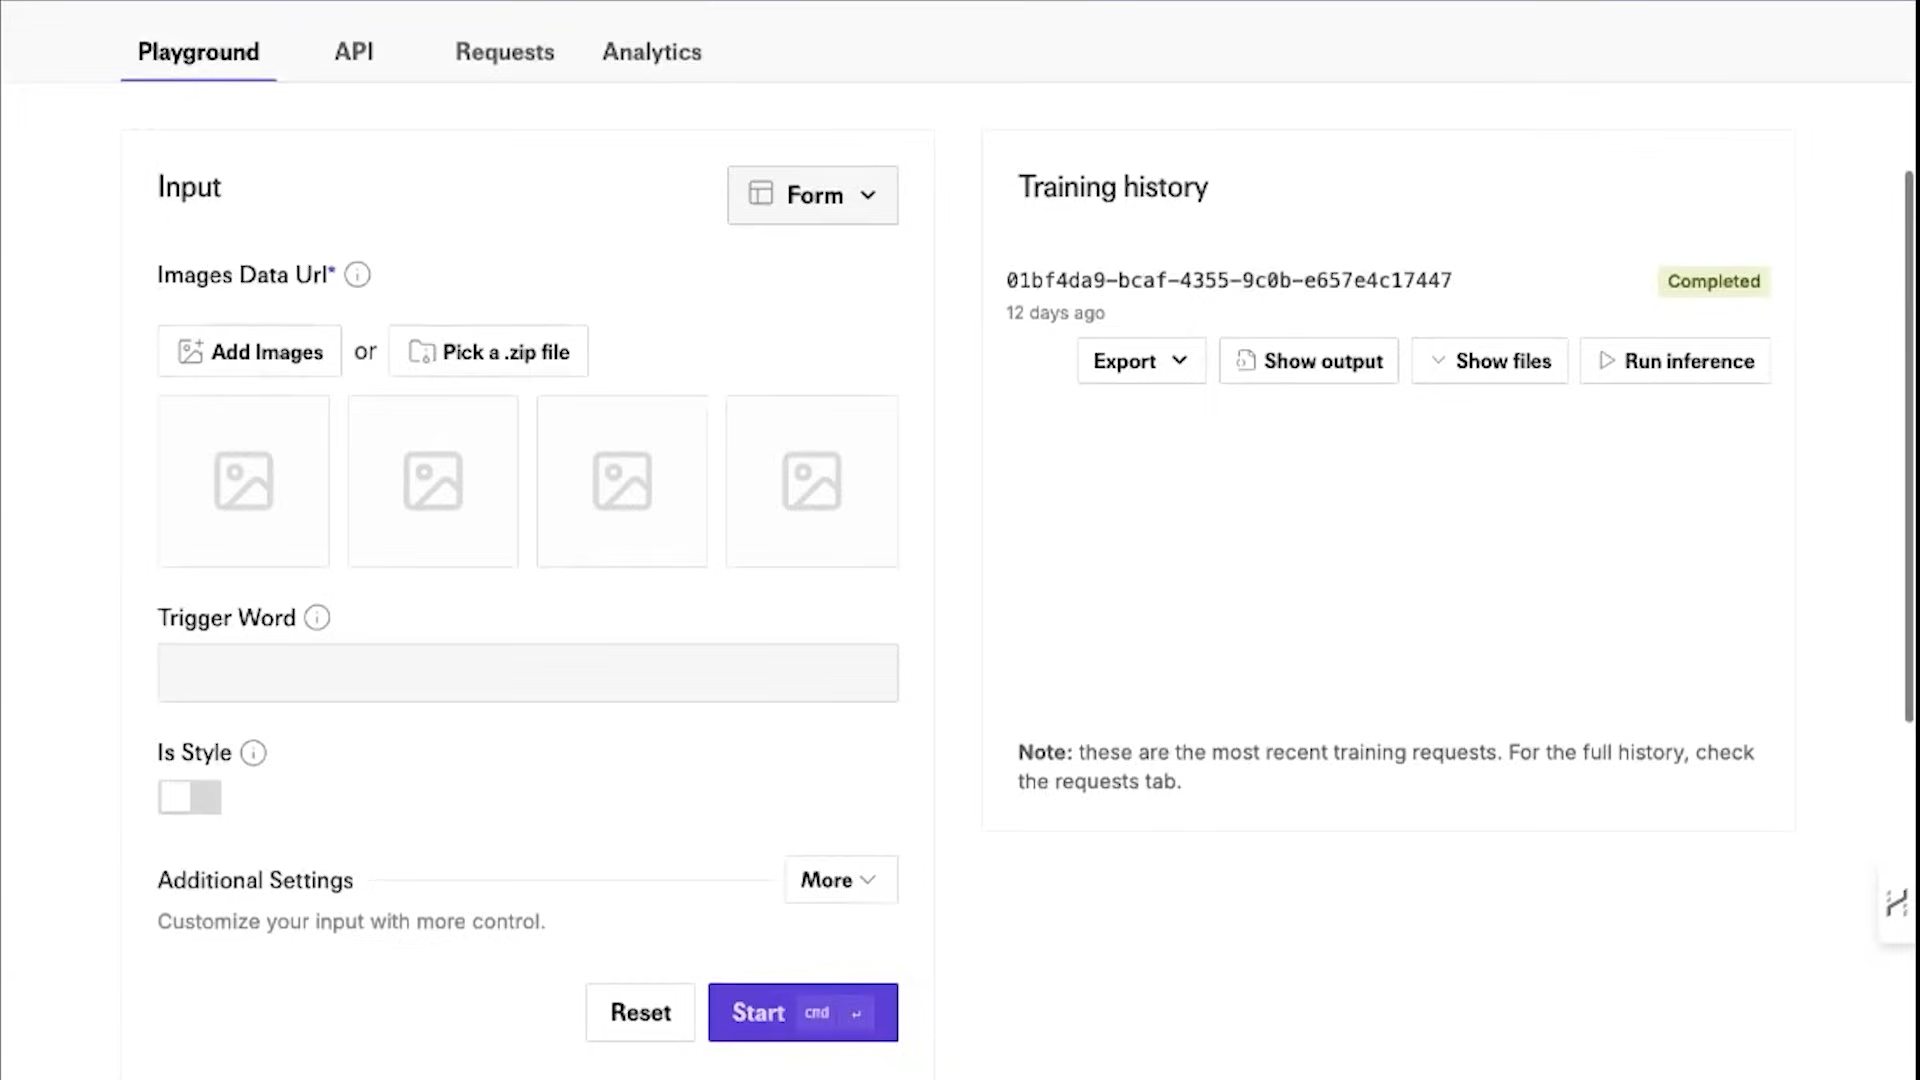 Playground API Requests Analytics
Input
Form
Images Data Url*
Add Images or Pick a .zip file
Trigger Word
Is Style
Additional Settings
More
Customize your input with more control.
Reset
Start cmd ↵
Training history
01bf4da9-bcaf-4355-9c0b-e657e4c17447
Completed
12 days ago
Export Show output Show files Run inference
Note: these are the most recent training requests. For the full history, check
the requests tab.